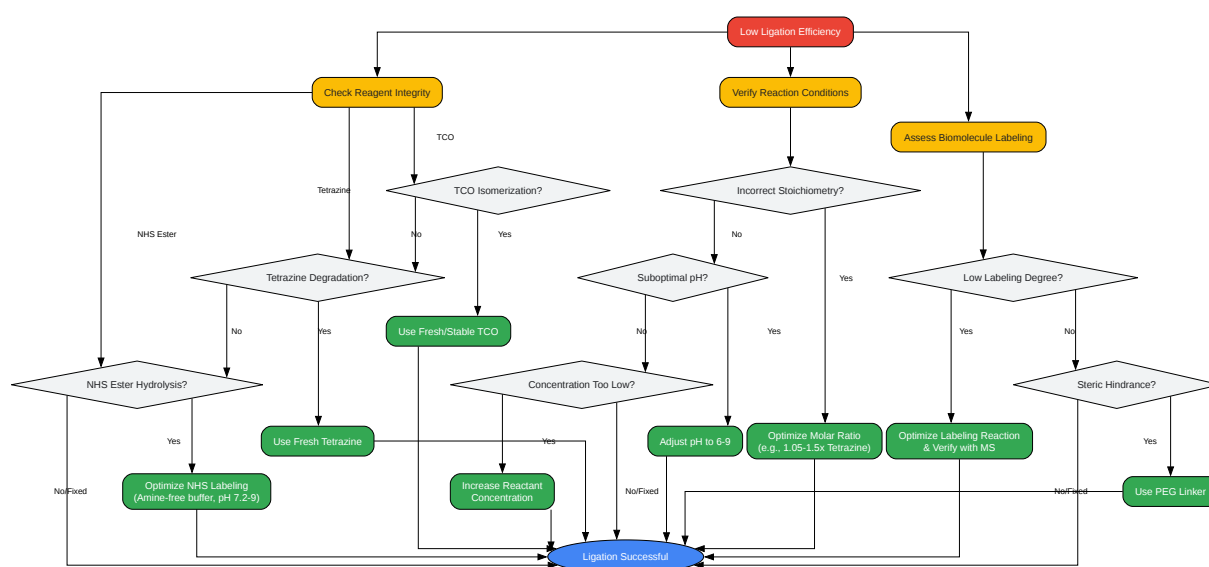 Low Ligation Efficiency
Check Reagent Integrity
Verify Reaction Conditions
Assess Biomolecule Labeling
TCO
Tetrazine
TCO Isomerization?
Incorrect Stoichiometry?
NHS Ester
No
Yes
No
Tetrazine Degradation?
Suboptimal pH?
Yes
Low Labeling Degree?
No
Yes
Use Fresh/Stable TCO
No
Yes
Yes
No
NHS Ester Hydrolysis?
Concentration Too Low?
Steric Hindrance?
Yes
Use Fresh Tetrazine
Yes
Adjust pH to 6-9
Optimize Molar Ratio
(e.g., 1.05-1.5x Tetrazine)
Optimize Labeling Reaction
& Verify with MS
Yes
No/Fixed
Optimize NHS Labeling
(Amine-free buffer, pH 7.2-9)
Increase Reactant
Concentration
No/Fixed
No/Fixed
Use PEG Linker
Ligation Successful